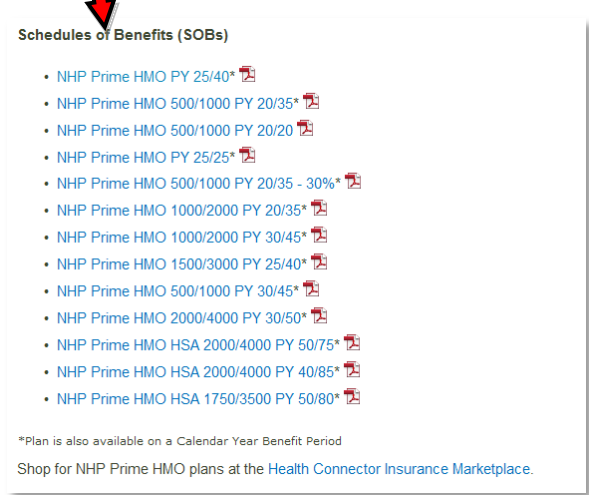 Schedules of Benefits (SOBs)
• NHP Prime HMO PY 25/40*
• NHP Prime HMO 500/1000 PY 20/35*
• NHP Prime HMO 500/1000 PY 20/20
• NHP Prime HMO PY 25/25*
• NHP Prime HMO 500/1000 PY 20/35 - 30%*
• NHP Prime HMO 1000/2000 PY 20/35*
• NHP Prime HMO 1000/2000 PY 30/45*
• NHP Prime HMO 1500/3000 PY 25/40*
• NHP Prime HMO 500/1000 PY 30/45*
• NHP Prime HMO 2000/4000 PY 30/50*
• NHP Prime HMO HSA 2000/4000 PY 50/75*
• NHP Prime HMO HSA 2000/4000 PY 40/85*
• NHP Prime HMO HSA 1750/3500 PY 50/80*
*Plan is also available on a Calendar Year Benefit Period
Shop for NHP Prime HMO plans at the Health Connector Insurance Marketplace.